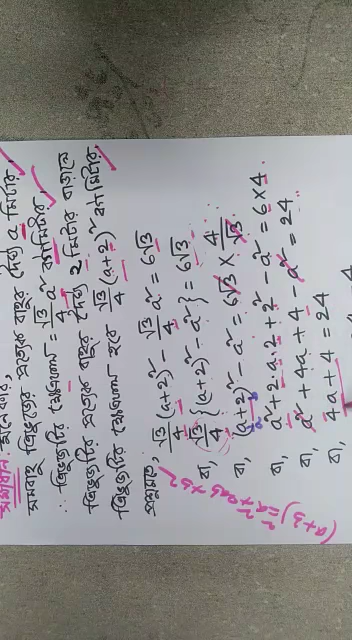 সমাধান: মনেকরি,
সমবাহু ত্রিভুজের প্রত্যেক বাহুর দৈর্ঘ্য a মিটার।
∴ ত্রিভুজটির ক্ষেত্রফল = √3/4 a² বর্গমিটার।
ত্রিভুজটির প্রত্যেক বাহুর দৈর্ঘ্য 2 মিটার বাড়ালে
ত্রিভুজটির ক্ষেত্রফল হবে √3/4 (a+2)² বর্গমিটার
প্রশ্নমতে, √3/4 (a+2)² - √3/4 a² = 6√3
বা, √3/4 {(a+2)² - a²} = 6√3
বা, (a+2)² - a² = 6√3 × 4/√3
বা, a² + 2.a.2 + 2² - a² = 6×4
বা, a² + 4a + 4 - a² = 24
বা, 4a + 4 = 24
(a+b)² = a² + 2ab + b²